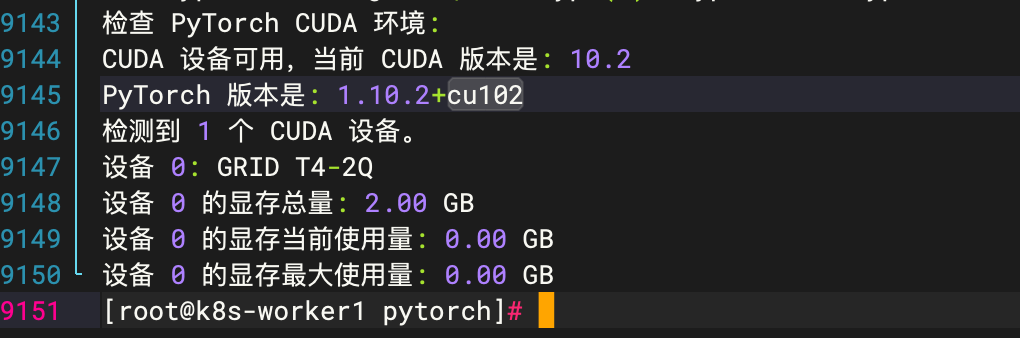 9143 检查 PyTorch CUDA 环境:
9144 CUDA 设备可用，当前 CUDA 版本是: 10.2
9145 PyTorch 版本是: 1.10.2+cu102
9146 检测到 1 个 CUDA 设备。
9147 设备 0: GRID T4-2Q
9148 设备 0 的显存总量: 2.00 GB
9149 设备 0 的显存当前使用量: 0.00 GB
9150 设备 0 的显存最大使用量: 0.00 GB
9151 [root@k8s-worker1 pytorch]#